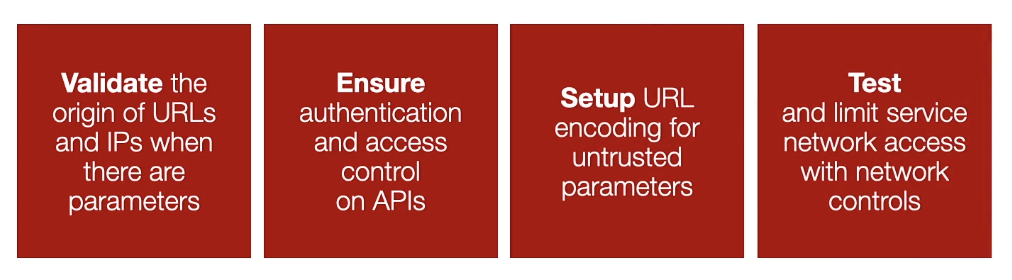 Validate the
origin of URLs
and IPs when
there are
parameters
Ensure
authentication
and access
control
on APIs
Setup URL
encoding for
untrusted
parameters
Test
and limit service
network access
with network
controls